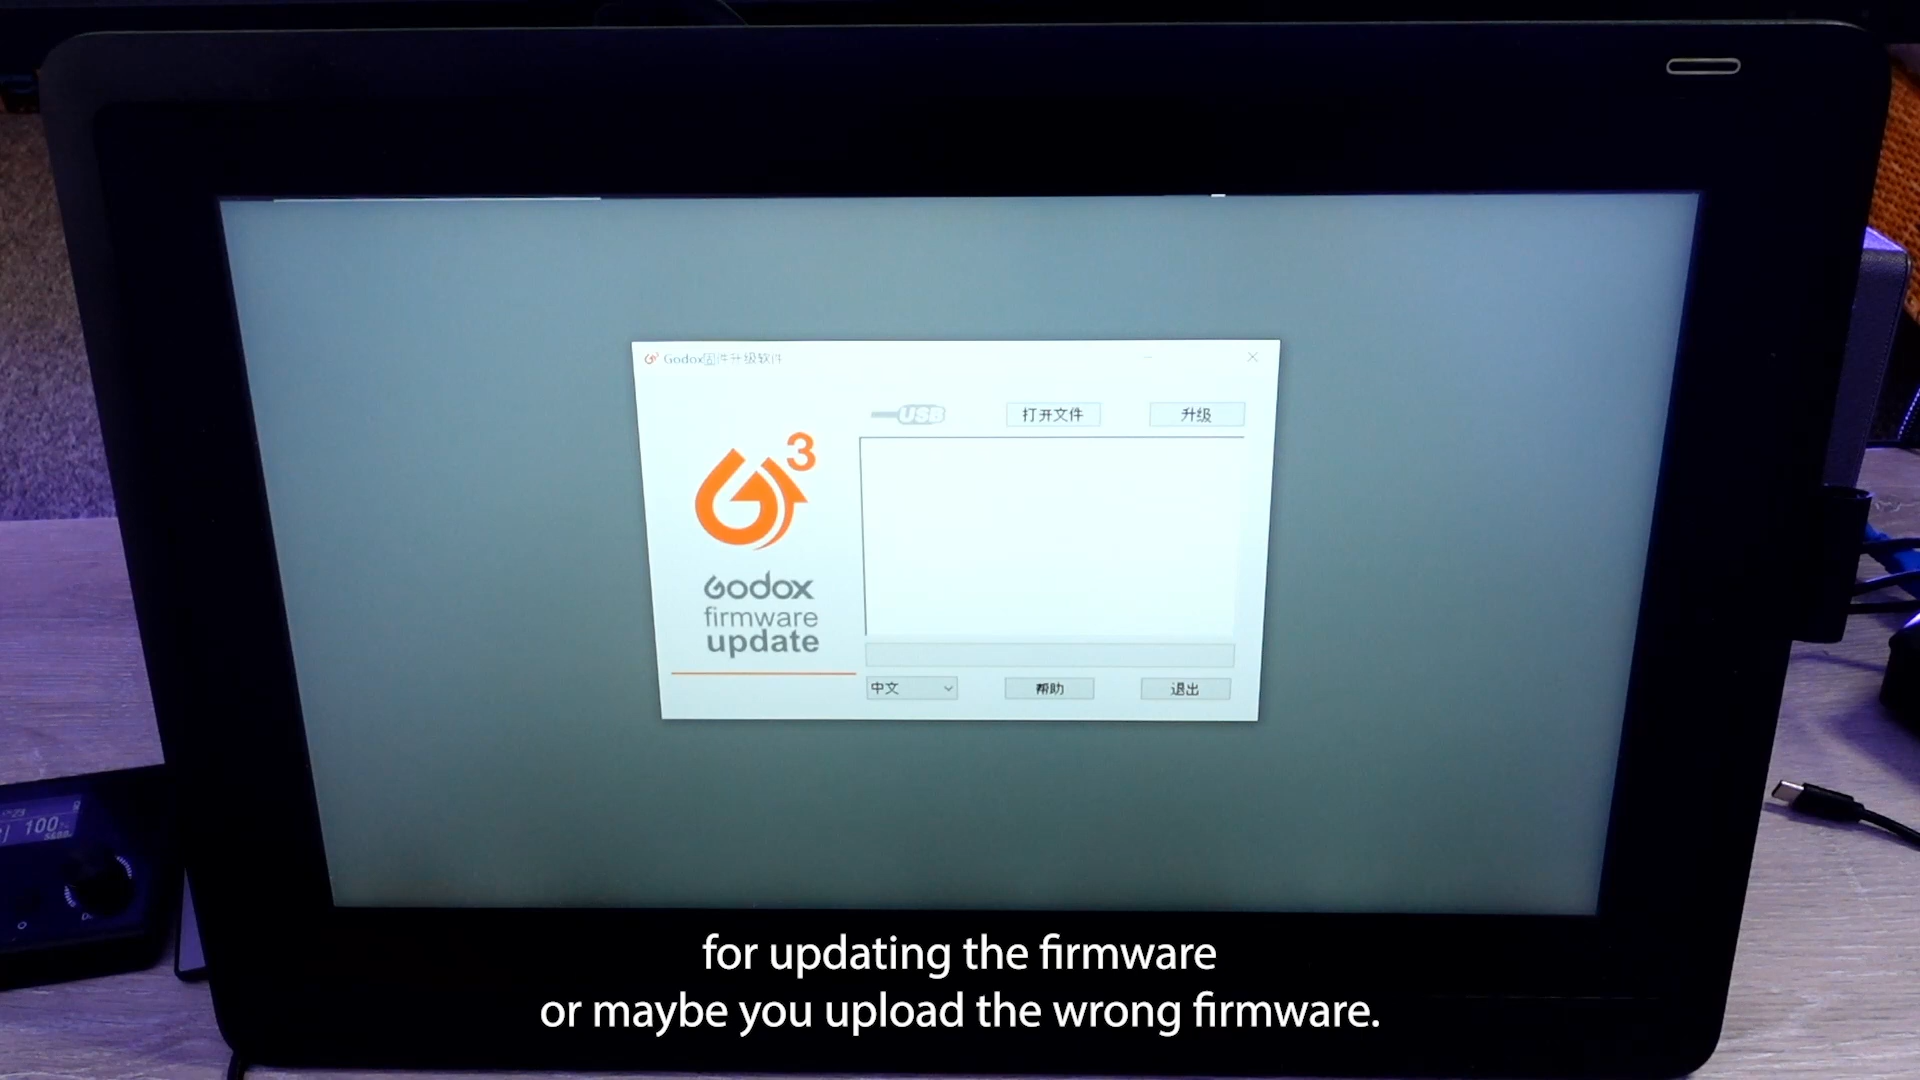 Godox固件升级软件
USB
打开文件
升级
G3
Godox
firmware
update
中文
帮助
退出
100%
5600
for updating the firmware
or maybe you upload the wrong firmware.